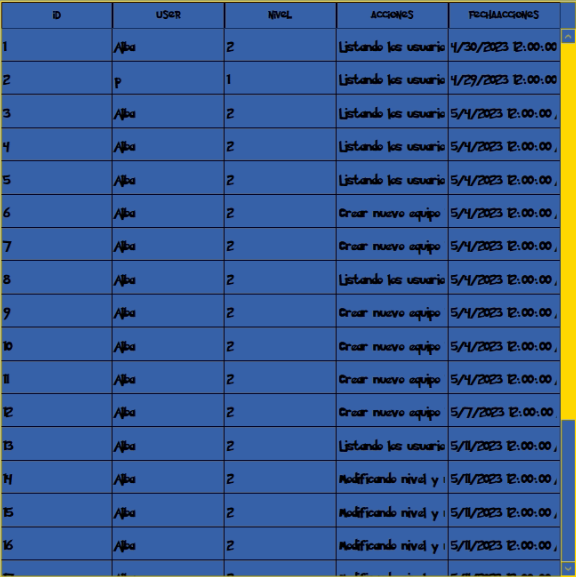 ID USER NIVEL ACCIONES FECHAACCIONES
1 Alba 2 Listando los usuario 4/30/2023 12:00:00
2 p 1 Listando los usuario 4/29/2023 12:00:00
3 Alba 2 Listando los usuario 5/4/2023 12:00:00
4 Alba 2 Listando los usuario 5/4/2023 12:00:00
5 Alba 2 Listando los usuario 5/4/2023 12:00:00
6 Alba 2 Crear nuevo equipo 5/4/2023 12:00:00
7 Alba 2 Crear nuevo equipo 5/4/2023 12:00:00
8 Alba 2 Listando los usuario 5/4/2023 12:00:00
9 Alba 2 Crear nuevo equipo 5/4/2023 12:00:00
10 Alba 2 Crear nuevo equipo 5/4/2023 12:00:00
11 Alba 2 Crear nuevo equipo 5/4/2023 12:00:00
12 Alba 2 Crear nuevo equipo 5/7/2023 12:00:00
13 Alba 2 Listando los usuario 5/11/2023 12:00:00
14 Alba 2 Modificando nivel y 5/11/2023 12:00:00
15 Alba 2 Modificando nivel y 5/11/2023 12:00:00
16 Alba 2 Modificando nivel y 5/11/2023 12:00:00